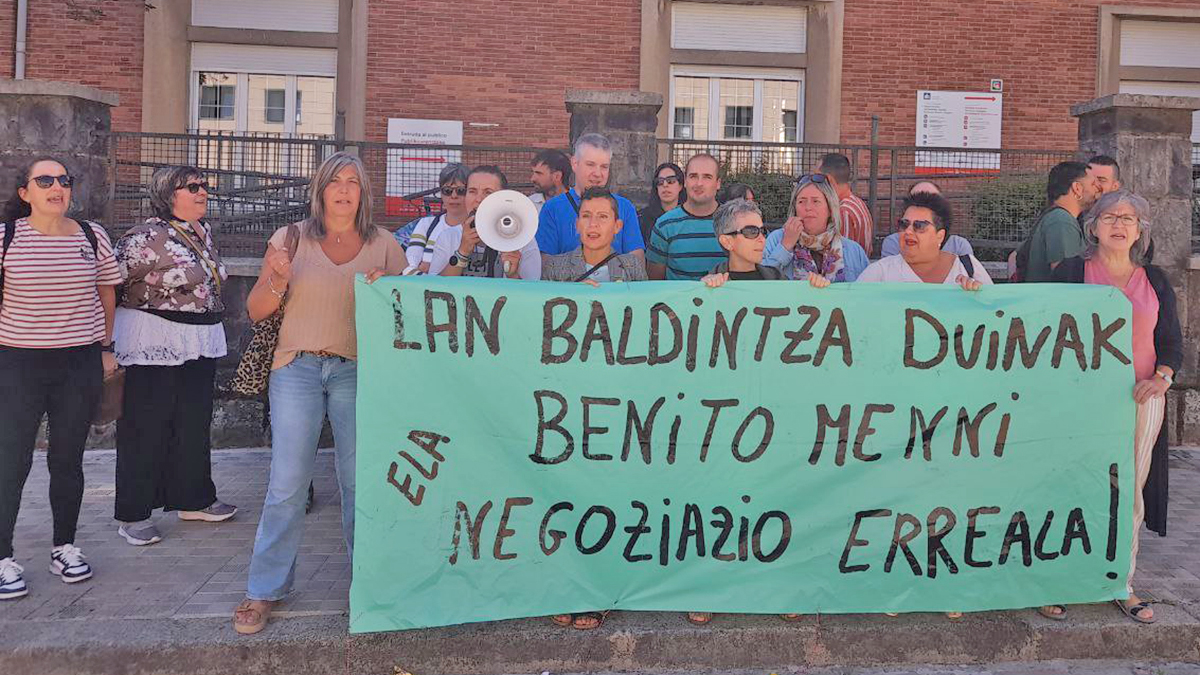 LAN BALDiNTZA DUiNAK
BENiTO MENNi
ELA
NEGOZiAZiO ERREALA!